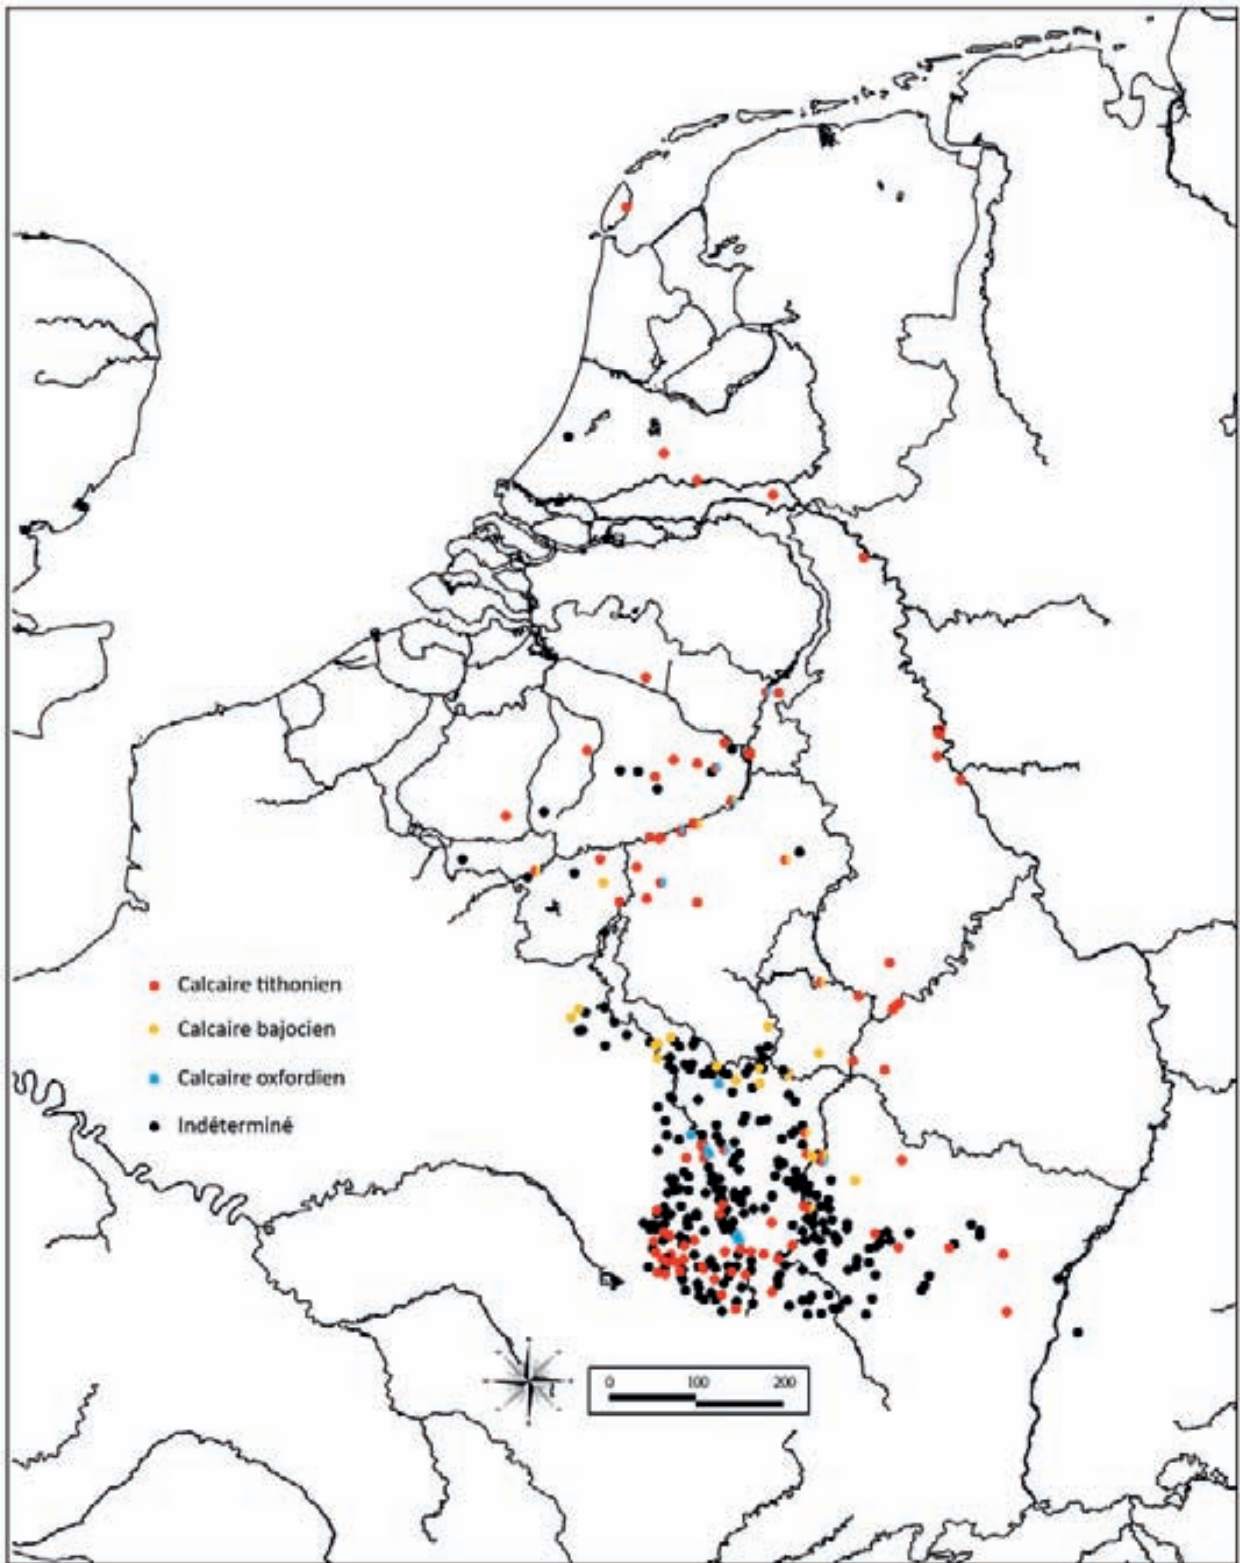 Calcaire tithonien
Calcaire bajocien
Calcaire oxfordien
Indéterminé
0 100 200